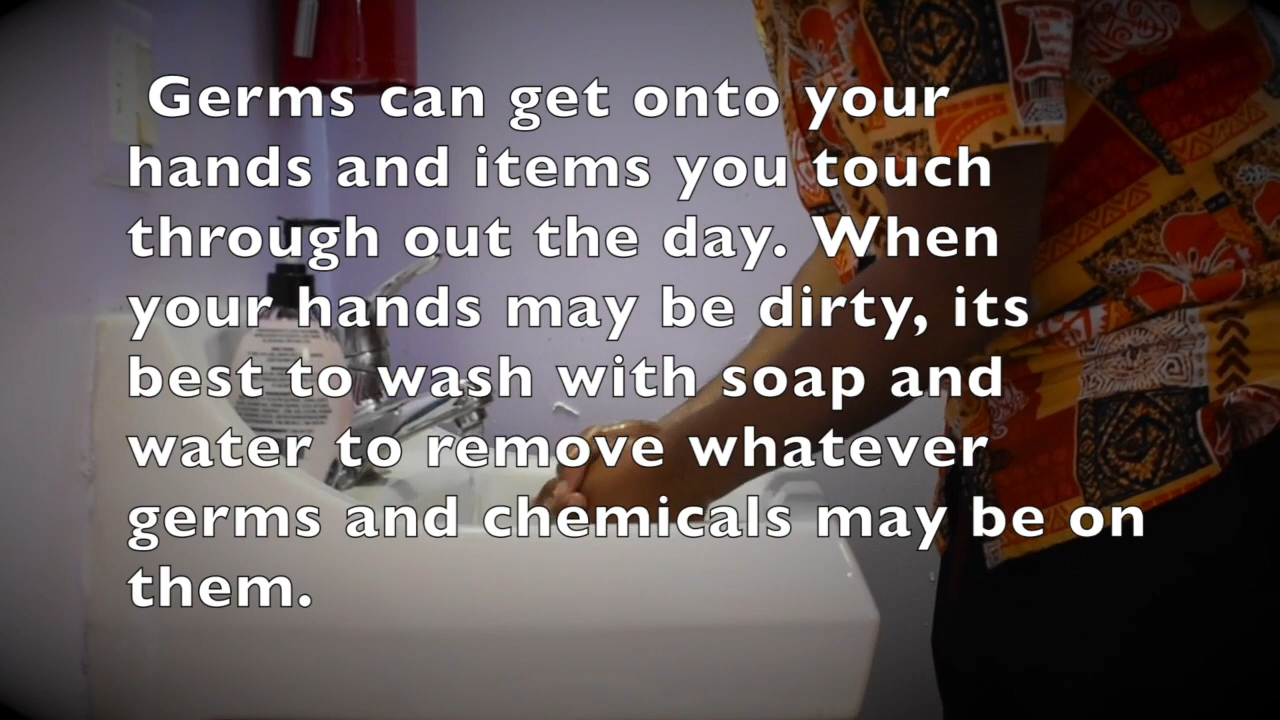 Germs can get onto your
hands and items you touch
through out the day. When
your hands may be dirty, its
best to wash with soap and
water to remove whatever
germs and chemicals may be on
them.